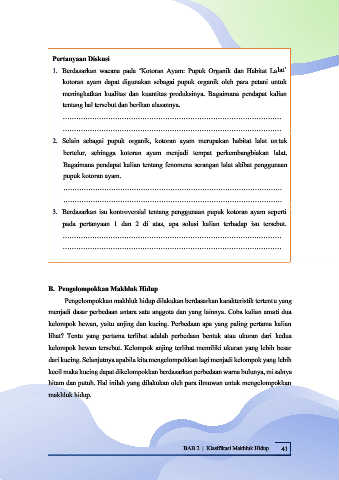 Pertanyaan Diskusi
1. Berdasarkan wacana pada "Kotoran Ayam: Pupuk Organik dan Habitat Lalat"
kotoran ayam dapat digunakan sebagai pupuk organik oleh para petani untuk
meningkatkan kualitas dan kuantitas produksinya. Bagaimana pendapat kalian
tentang hal tersebut dan berikan alasannya.
................................................................................
................................................................................
2. Selain sebagai pupuk organik, kotoran ayam merupakan habitat lalat untuk
bertelur, sehingga kotoran ayam menjadi tempat perkembangbiakan lalat.
Bagaimana pendapat kalian tentang fenomena serangan lalat akibat penggunaan
pupuk kotoran ayam.
................................................................................
................................................................................
3. Berdasarkan isu kontroversial tentang penggunaan pupuk kotoran ayam seperti
pada pertanyaan 1 dan 2 di atas, apa solusi kalian terhadap isu tersebut.
................................................................................
................................................................................
B. Pengelompokkan Makhluk Hidup
Pengelompokkan makhluk hidup dilakukan berdasarkan karakteristik tertentu yang
menjadi dasar perbedaan antara satu anggota dan yang lainnya. Coba kalian amati dua
kelompok hewan, yaitu anjing dan kucing. Perbedaan apa yang paling pertama kalian
lihat? Tentu yang pertama terlihat adalah perbedaan bentuk atau ukuran dari kedua
kelompok hewan tersebut. Kelompok anjing terlihat memiliki ukuran yang lebih besar
dari kucing. Selanjutnya apabila kita mengelompokkan lagi menjadi kelompok yang lebih
kecil maka kucing dapat dikelompokkan berdasarkan perbedaan warna bulunya, misalnya
hitam dan putih. Hal inilah yang dilakukan oleh para ilmuwan untuk mengelompokkan
makhluk hidup.
BAB 2 | Klasifikasi Makhluk Hidup 41